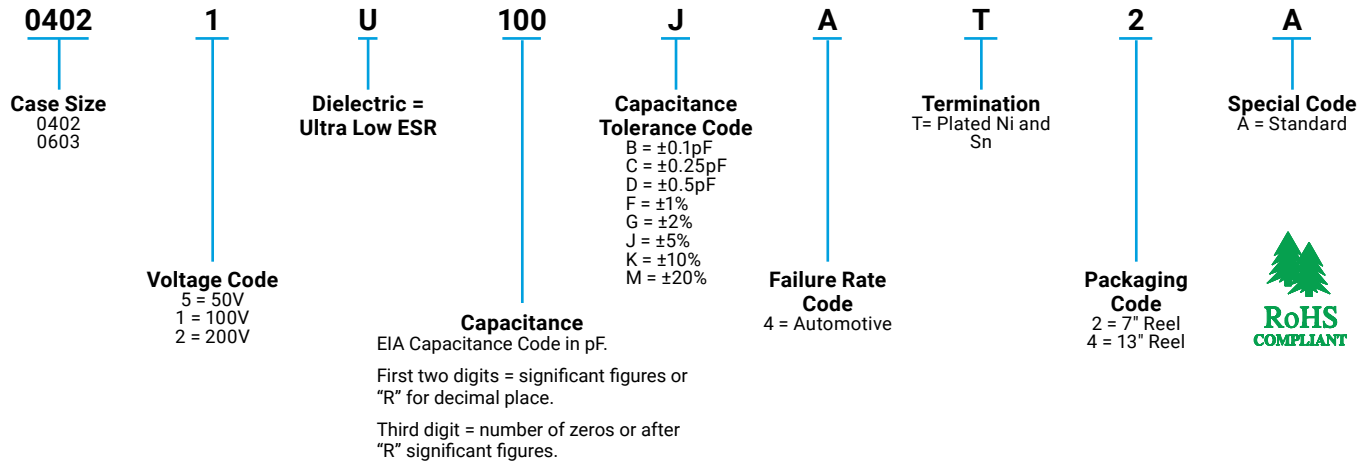 0402 1 U 100 J A T 2 A
Case Size
0402
0603
Voltage Code
5 = 50V
1 = 100V
2 = 200V
Dielectric =
Ultra Low ESR
Capacitance
EIA Capacitance Code in pF.
First two digits = significant figures or
“R” for decimal place.
Third digit = number of zeros or after
“R” significant figures.
Capacitance
Tolerance Code
B = ±0.1pF
C = ±0.25pF
D = ±0.5pF
F = ±1%
G = ±2%
J = ±5%
K = ±10%
M = ±20%
Failure Rate
Code
4 = Automotive
Termination
T= Plated Ni and
Sn
Packaging
Code
2 = 7" Reel
4 = 13" Reel
Special Code
A = Standard
RoHS
COMPLIANT